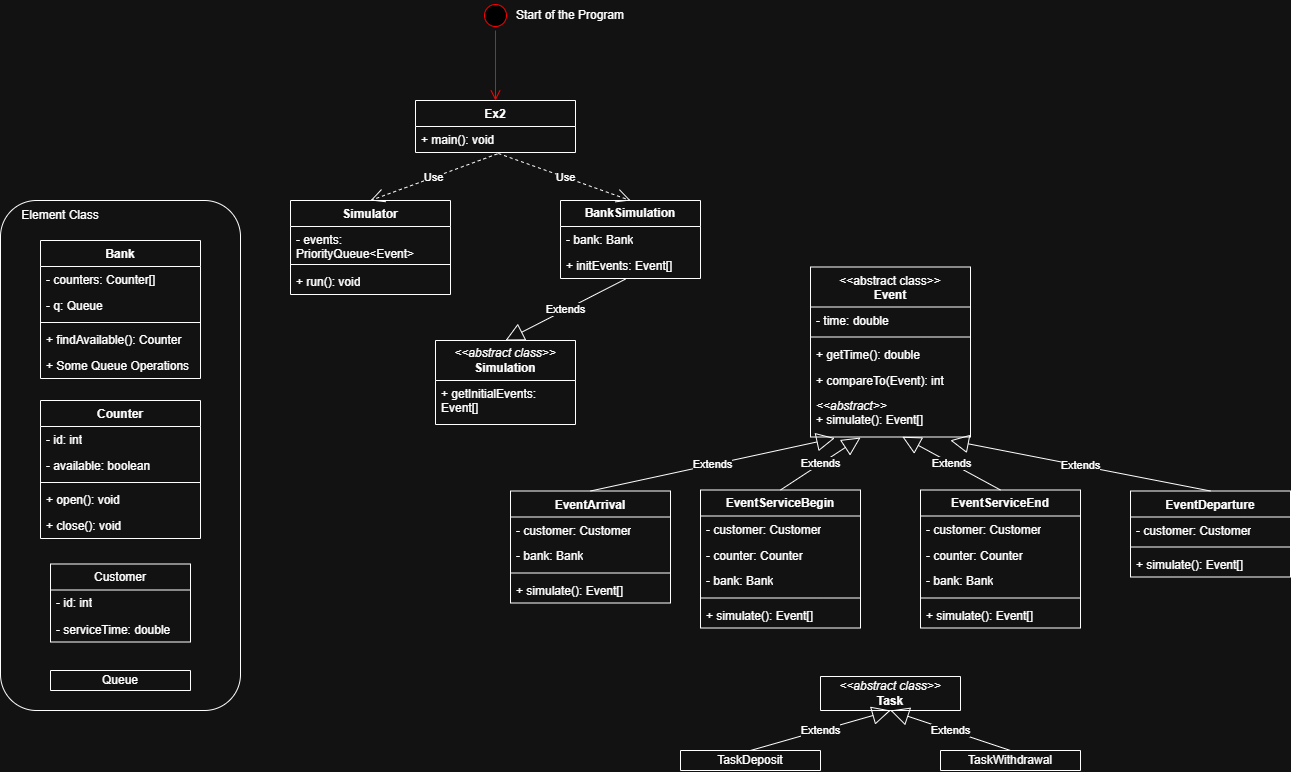 Start of the Program
Ex2
+ main(): void
Use
Use
Simulator
- events:
PriorityQueue<Event>
+ run(): void
BankSimulation
- bank: Bank
+ initEvents: Event[]
Extends
<<abstract class>>
Simulation
+ getInitialEvents:
Event[]
Element Class
Bank
- counters: Counter[]
- q: Queue
+ findAvailable(): Counter
+ Some Queue Operations
Counter
- id: int
- available: boolean
+ open(): void
+ close(): void
Customer
- id: int
- serviceTime: double
Queue
<<abstract class>>
Event
- time: double
+ getTime(): double
+ compareTo(Event): int
<<abstract>>
+ simulate(): Event[]
Extends
Extends
Extends
Extends
EventArrival
- customer: Customer
- bank: Bank
+ simulate(): Event[]
EventServiceBegin
- customer: Customer
- counter: Counter
- bank: Bank
+ simulate(): Event[]
EventServiceEnd
- customer: Customer
- counter: Counter
- bank: Bank
+ simulate(): Event[]
EventDeparture
- customer: Customer
+ simulate(): Event[]
<<abstract class>>
Task
Extends
Extends
TaskDeposit
TaskWithdrawal